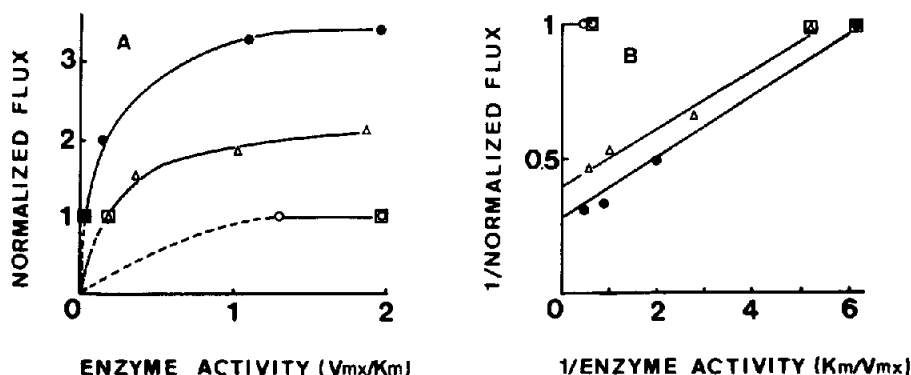 A
NORMALIZED FLUX
3
2
1
0
1
2
ENZYME ACTIVITY (Vmx/Km)
B
1/NORMALIZED FLUX
1
0.5
0
2
4
6
1/ENZYME ACTIVITY (Km/Vmx)